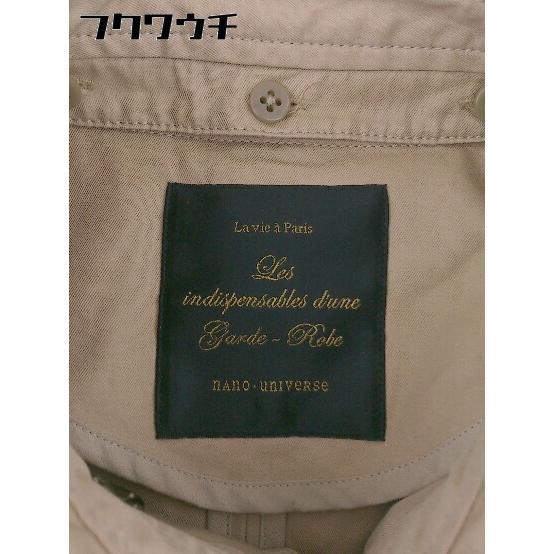 フクワウチ
La vie à Paris
Les
indispensables d'une
Garde - Robe
nano・universe